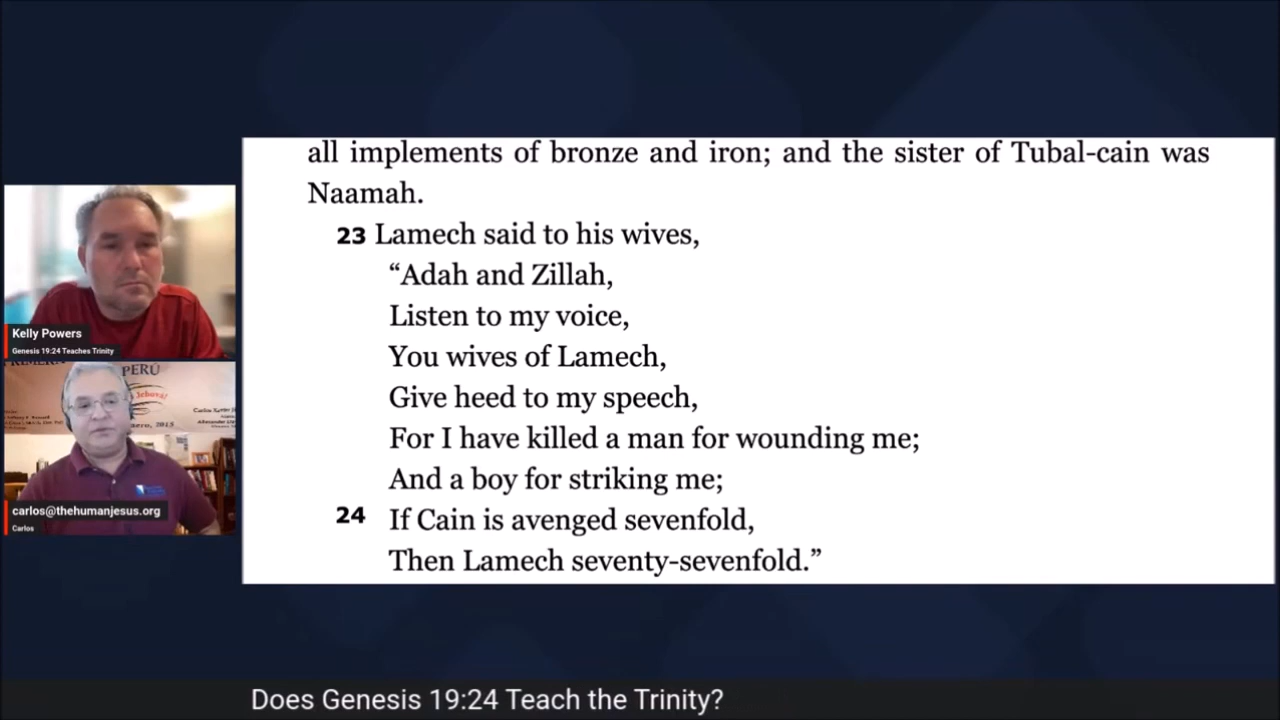 all implements of bronze and iron; and the sister of Tubal-cain was
Naamah.
23 Lamech said to his wives,
“Adah and Zillah,
Listen to my voice,
You wives of Lamech,
Give heed to my speech,
For I have killed a man for wounding me;
And a boy for striking me;
24 If Cain is avenged sevenfold,
Then Lamech seventy-sevenfold.”
Kelly Powers
Genesis 19:24 Teaches Trinity
PERÚ
Jehová!
2015
carlos@thehumanjesus.org
Carlos
Does Genesis 19:24 Teach the Trinity?